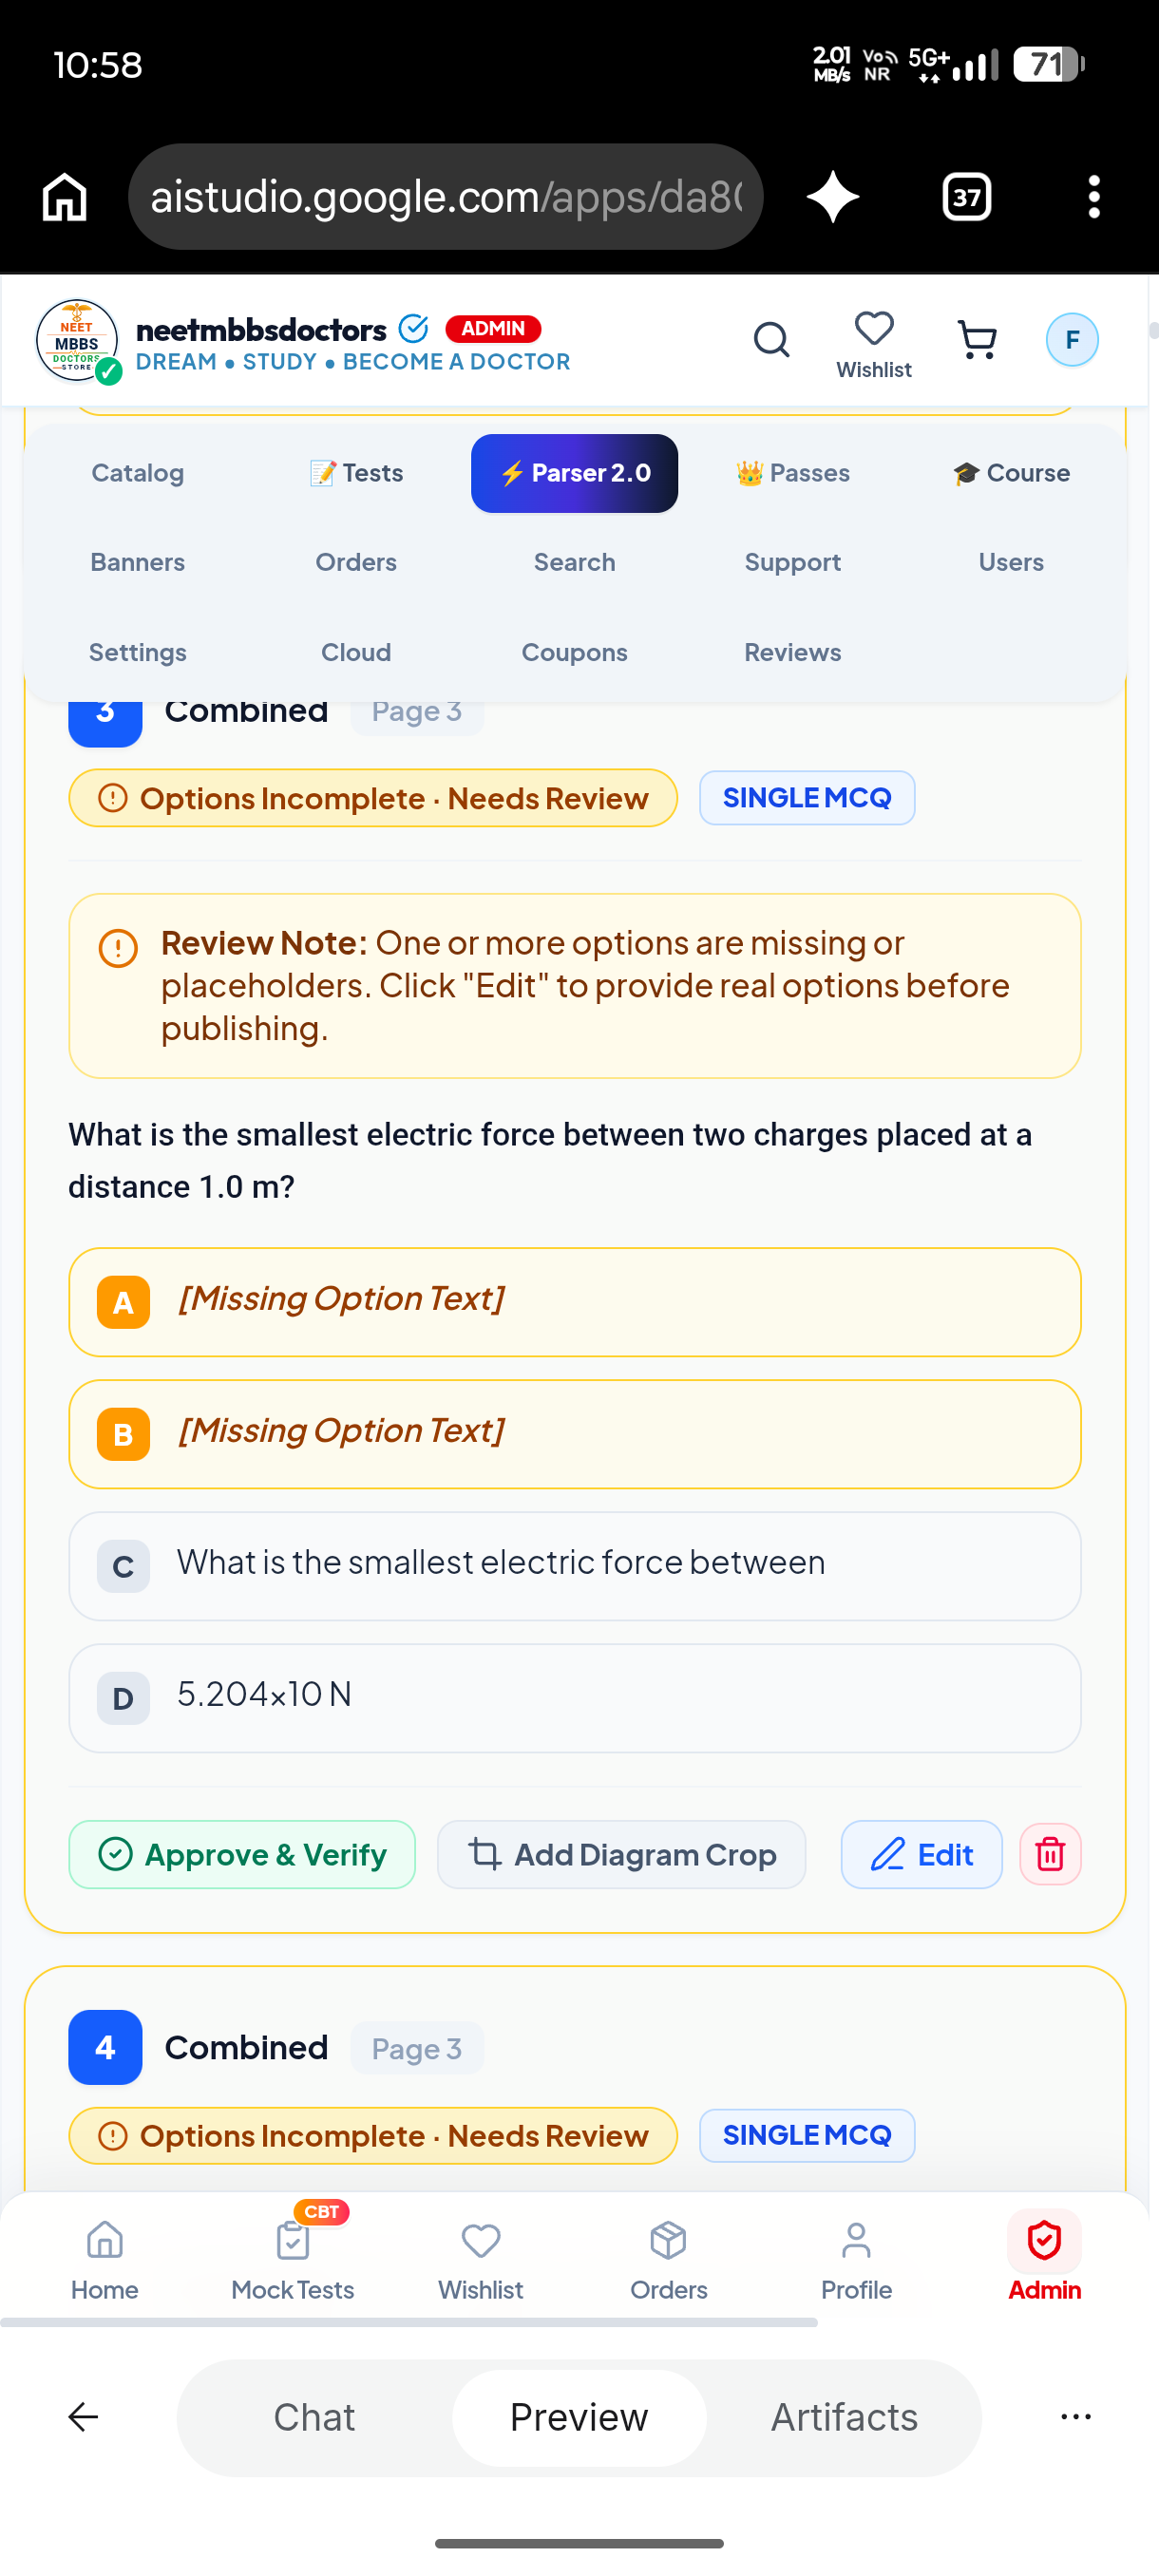 10:58
2.01 MB/s
Vo NR
5G+
71
aistudio.google.com/apps/da8
37
NEET
MBBS
DOCTORS
STORE
neetmbbsdoctors
ADMIN
DREAM • STUDY • BECOME A DOCTOR
Wishlist
F
Catalog
📝 Tests
⚡ Parser 2.0
👑 Passes
🎓 Course
Banners
Orders
Search
Support
Users
Settings
Cloud
Coupons
Reviews
3
Combined
Page 3
Options Incomplete · Needs Review
SINGLE MCQ
Review Note: One or more options are missing or
placeholders. Click "Edit" to provide real options before
publishing.
What is the smallest electric force between two charges placed at a
distance 1.0 m?
A
[Missing Option Text]
B
[Missing Option Text]
C
What is the smallest electric force between
D
5.204×10 N
Approve & Verify
Add Diagram Crop
Edit
4
Combined
Page 3
Options Incomplete · Needs Review
SINGLE MCQ
CBT
Home
Mock Tests
Wishlist
Orders
Profile
Admin
Chat
Preview
Artifacts